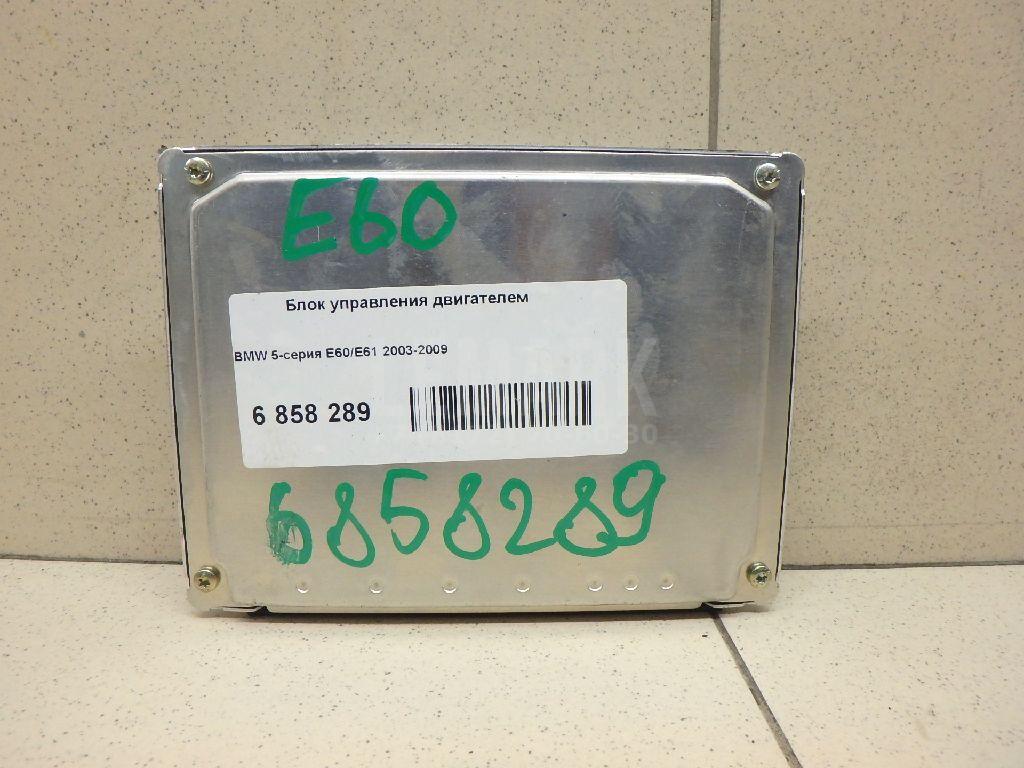 E60
Блок управления двигателем
BMW 5-серия E60/E61 2003-2009
6 858 289
6858289